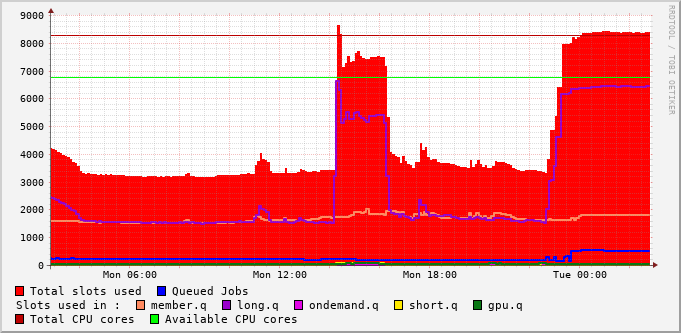 RRDTOOL / TOBI OETIKER
9000
8000
7000
6000
5000
4000
3000
2000
1000
0
Mon 06:00 Mon 12:00 Mon 18:00 Tue 00:00
Total slots used Queued Jobs
Slots used in : member.q long.q ondemand.q short.q gpu.q
Total CPU cores Available CPU cores